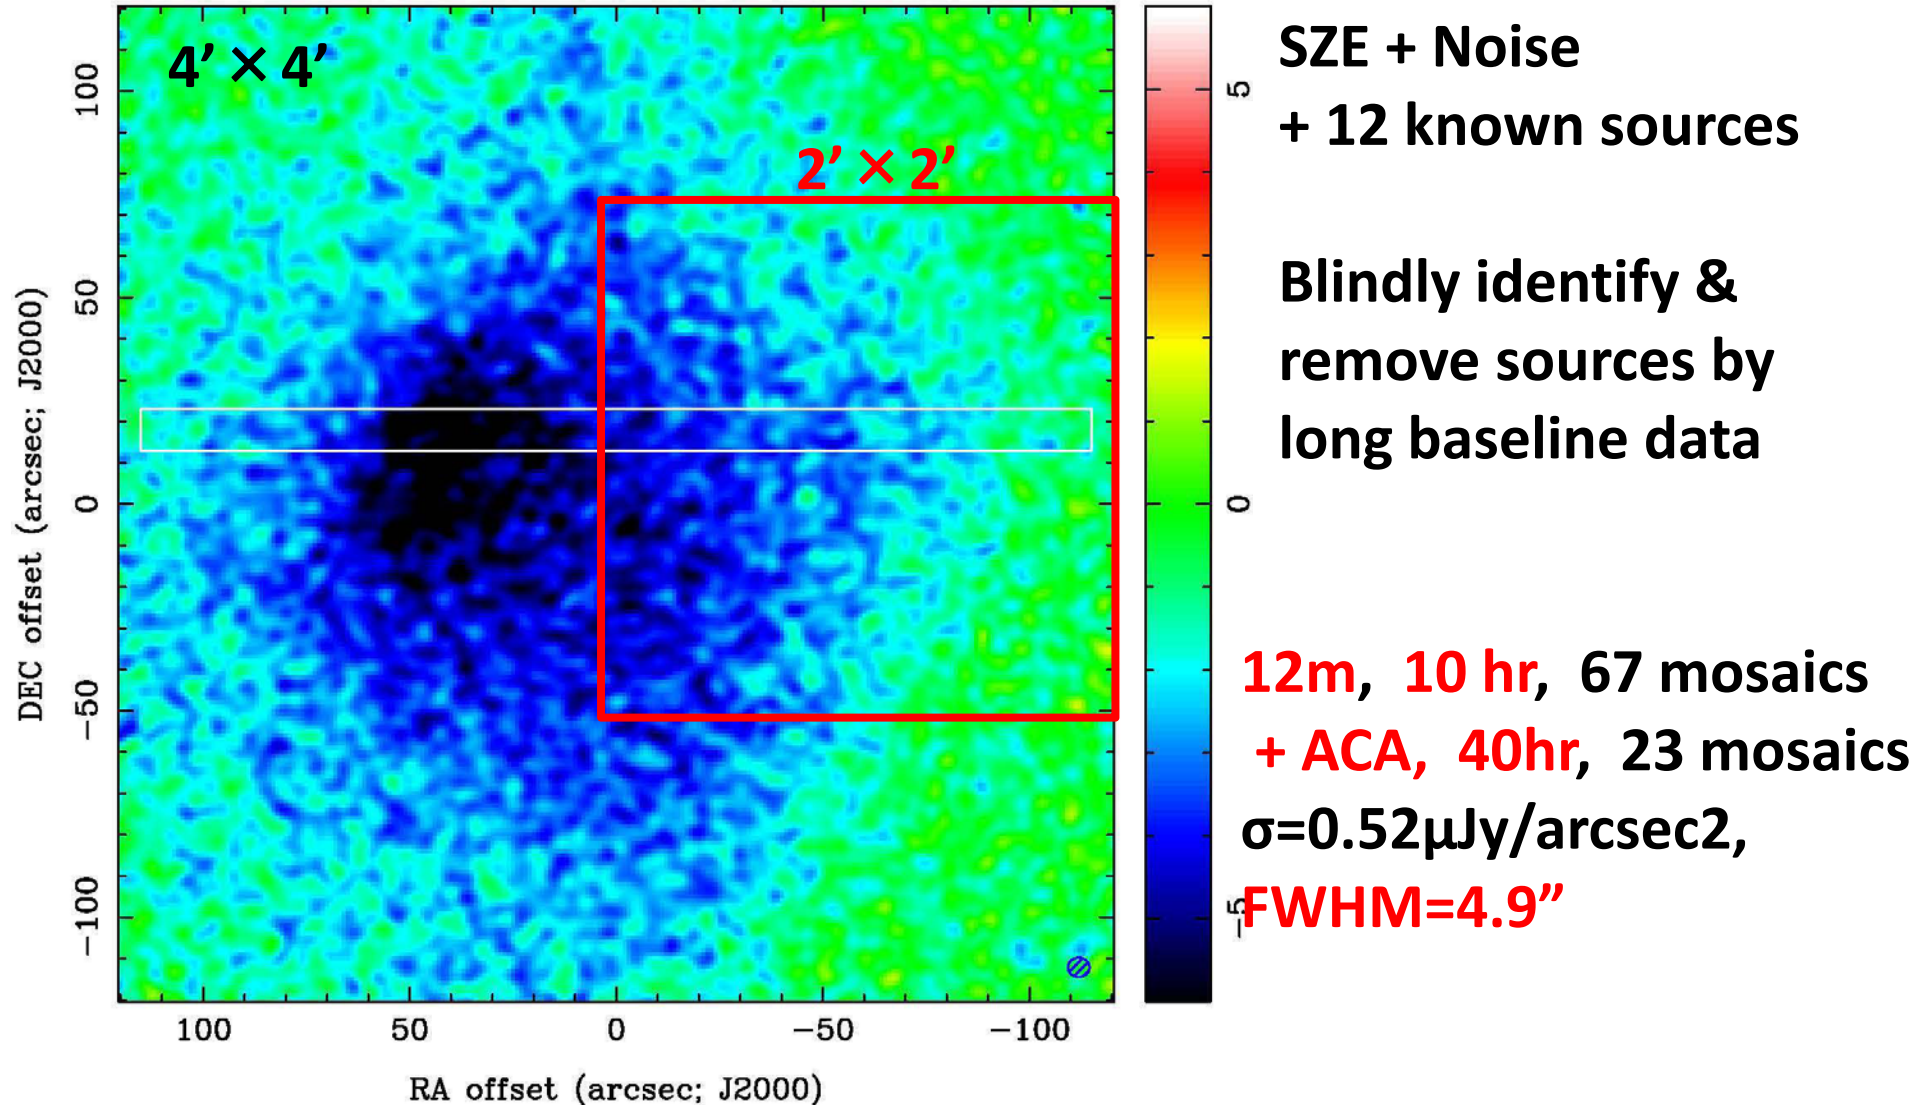 4’×4’
2’×2’
100
50
0
−50
−100
DEC offset (arcsec; J2000)
100
50
0
−50
−100
RA offset (arcsec; J2000)
5
0
−5
SZE + Noise
+ 12 known sources
Blindly identify &
remove sources by
long baseline data
12m, 10 hr, 67 mosaics
+ ACA, 40hr, 23 mosaics
σ=0.52μJy/arcsec2,
FWHM=4.9”